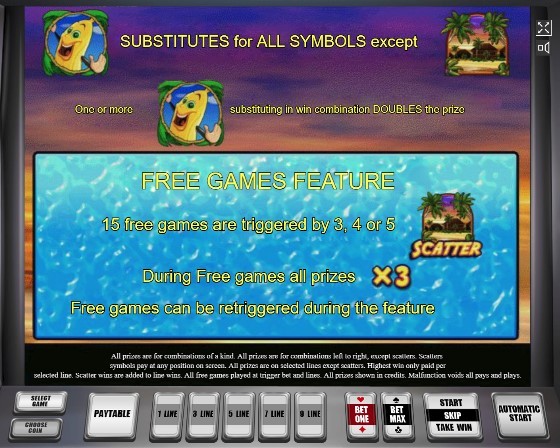 SUBSTITUTES for ALL SYMBOLS except
One or more substituting in win combination DOUBLES the prize
FREE GAMES FEATURE
15 free games are triggered by 3, 4 or 5
SCATTER
During Free games all prizes x3
Free games can be retriggered during the feature
All prizes are for combinations of a kind. All prizes are for combinations left to right, except scatters. Scatters
symbols pay at any position on screen. All prizes are on selected lines exept scatters. Highest win only paid per
selected line. Scatter wins are added to line wins. All free games played at trigger bet and lines. All prizes shown in credits. Malfunction voids all pays and plays.
SELECT
GAME
CHOOSE
COIN
PAYTABLE
1 LINE
3 LINE
5 LINE
7 LINE
9 LINE
BET
ONE
BET
MAX
START
SKIP
TAKE WIN
AUTOMATIC
START